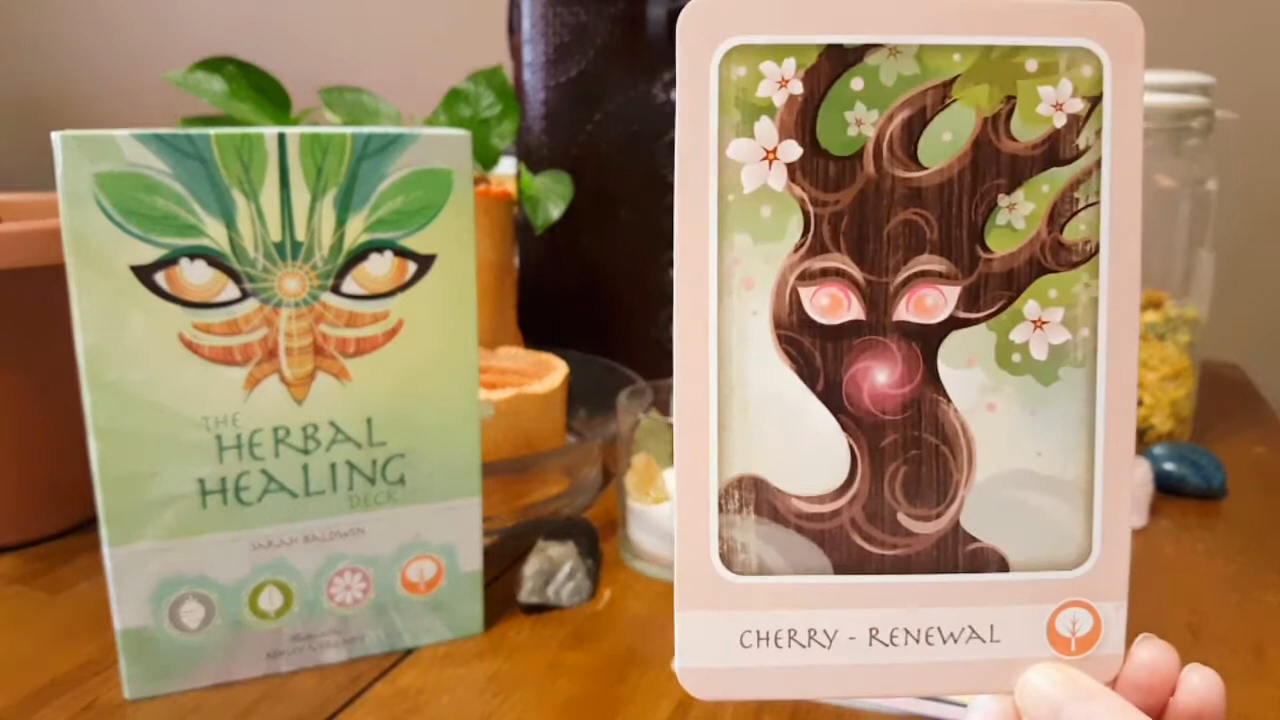 THE
HERBAL
HEALING
DECK
SARAH BALDWIN
CHERRY - RENEWAL